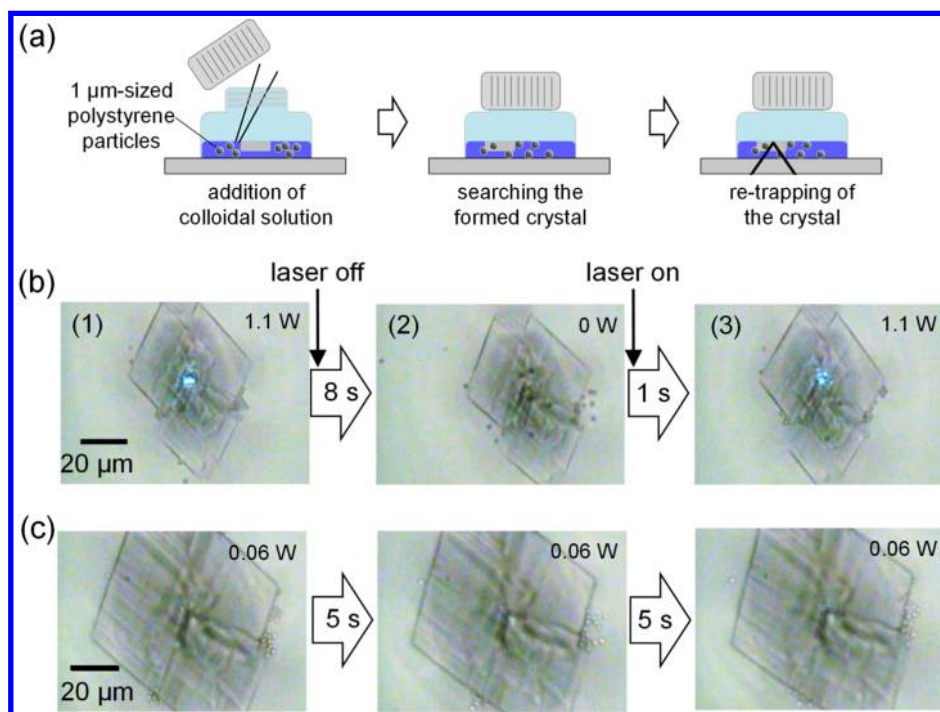 (a)
1 μm-sized
polystyrene
particles
addition of
colloidal solution
searching the
formed crystal
re-trapping of
the crystal
(b)
laser off
laser on
(1)
1.1 W
8 s
(2)
0 W
1 s
(3)
1.1 W
20 μm
(c)
0.06 W
5 s
0.06 W
5 s
0.06 W
20 μm